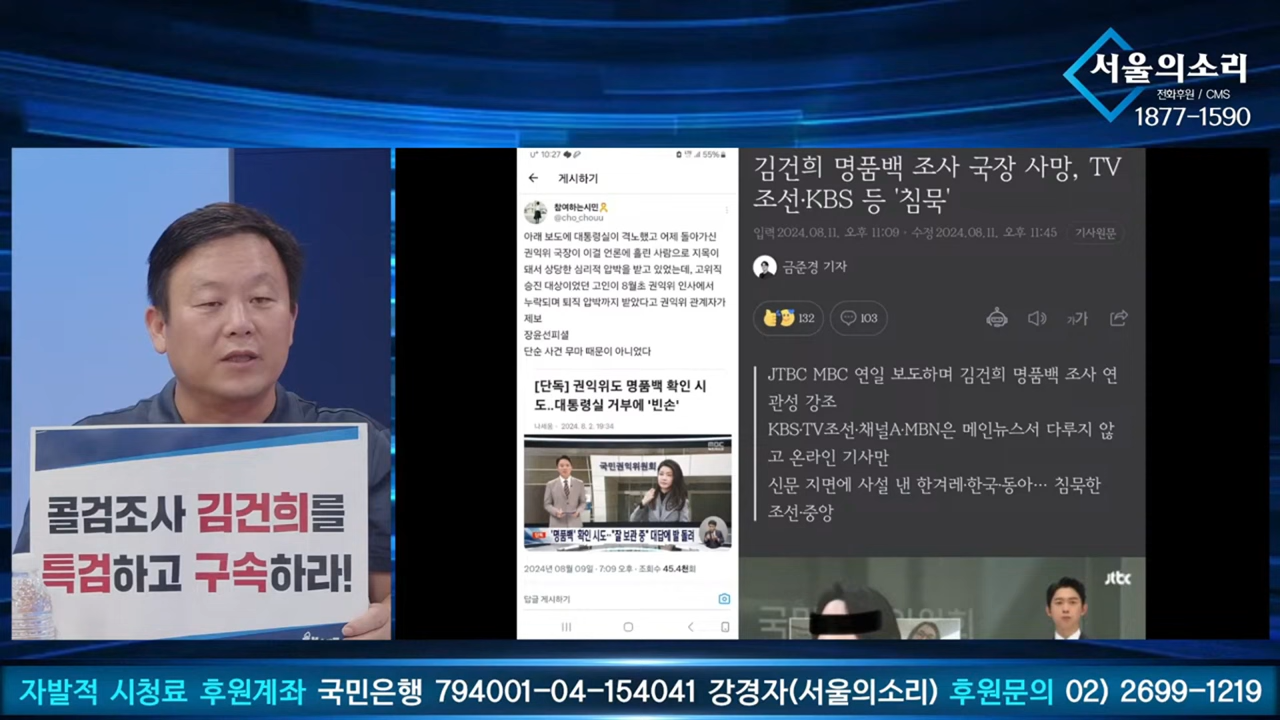 서울의소리
전화후원 / CMS
1877-1590
U⁺ 10:27
55%
게시하기
참여하는시민🎗
@cho_chouu
아래 보도에 대통령실이 격노했고 어제 돌아가신
권익위 국장이 이걸 언론에 흘린 사람으로 지목이
돼서 상당한 심리적 압박을 받고 있었는데, 고위직
승진 대상이었던 고인이 8월초 권익위 인사에서
누락되며 퇴직 압박까지 받았다고 권익위 관계자가
제보
장윤선피셜
단순 사건 무마 때문이 아니었다
[단독] 권익위도 명품백 확인 시
도..대통령실 거부에 '빈손'
나세웅 · 2024. 8. 2. 19:34
MBC
국민권익위원회
단독 '명품백' 확인 시도…"잘 보관 중" 대답에 발 돌려
2024년 08월 09일 · 7:09 오후 · 조회수 45.4천회
답글 게시하기
김건희 명품백 조사 국장 사망, TV
조선·KBS 등 '침묵'
입력 2024.08.11. 오후 11:09 · 수정 2024.08.11. 오후 11:45
기사원문
금준경 기자
132
103
가가
JTBC MBC 연일 보도하며 김건희 명품백 조사 연
관성 강조
KBS·TV조선·채널A·MBN은 메인뉴스서 다루지 않
고 온라인 기사만
신문 지면에 사설 낸 한겨레·한국·동아… 침묵한
조선·중앙
jtbc
콜검조사 김건희를
특검하고 구속하라!
자발적 시청료 후원계좌 국민은행 794001-04-154041 강경자(서울의소리) 후원문의 02) 2699-1219